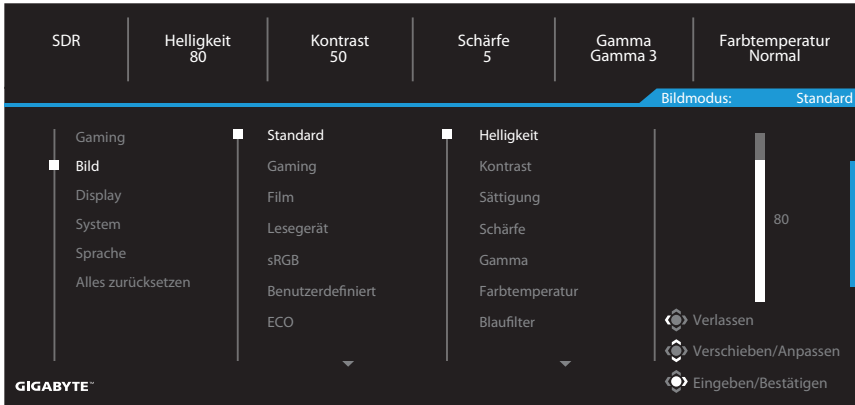 SDR
Helligkeit
80
Kontrast
50
Schärfe
5
Gamma
Gamma 3
Farbtemperatur
Normal
Bildmodus: Standard
Gaming
Bild
Display
System
Sprache
Alles zurücksetzen
Standard
Gaming
Film
Lesegerät
sRGB
Benutzerdefiniert
ECO
Helligkeit
Kontrast
Sättigung
Schärfe
Gamma
Farbtemperatur
Blaufilter
80
Verlassen
Verschieben/Anpassen
Eingeben/Bestätigen
GIGABYTE™